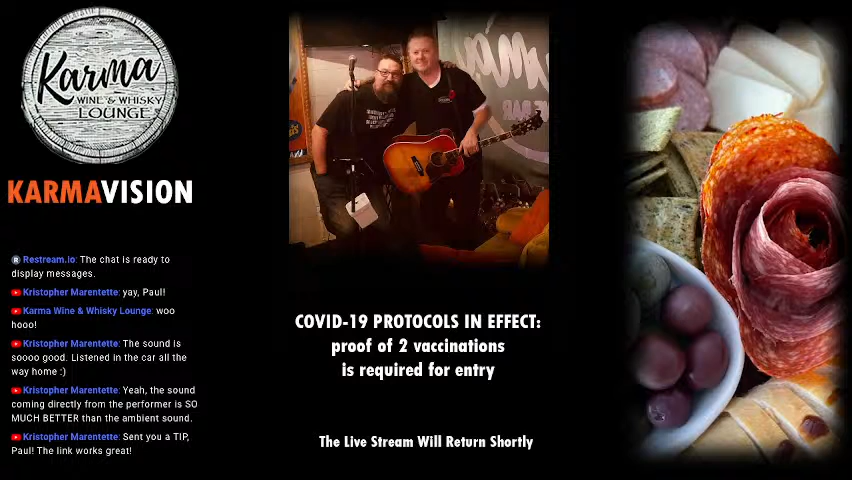 Karma
WINE & WHISKY
LOUNGE
KARMAVISION
Restream.io: The chat is ready to
display messages.
Kristopher Marentette: yay, Paul!
Karma Wine & Whisky Lounge: woo
hooo!
Kristopher Marentette: The sound is
soooo good. Listened in the car all the
way home :)
Kristopher Marentette: Yeah, the sound
coming directly from the performer is SO
MUCH BETTER than the ambient sound.
Kristopher Marentette: Sent you a TIP,
Paul! The link works great!
COVID-19 PROTOCOLS IN EFFECT:
proof of 2 vaccinations
is required for entry
The Live Stream Will Return Shortly